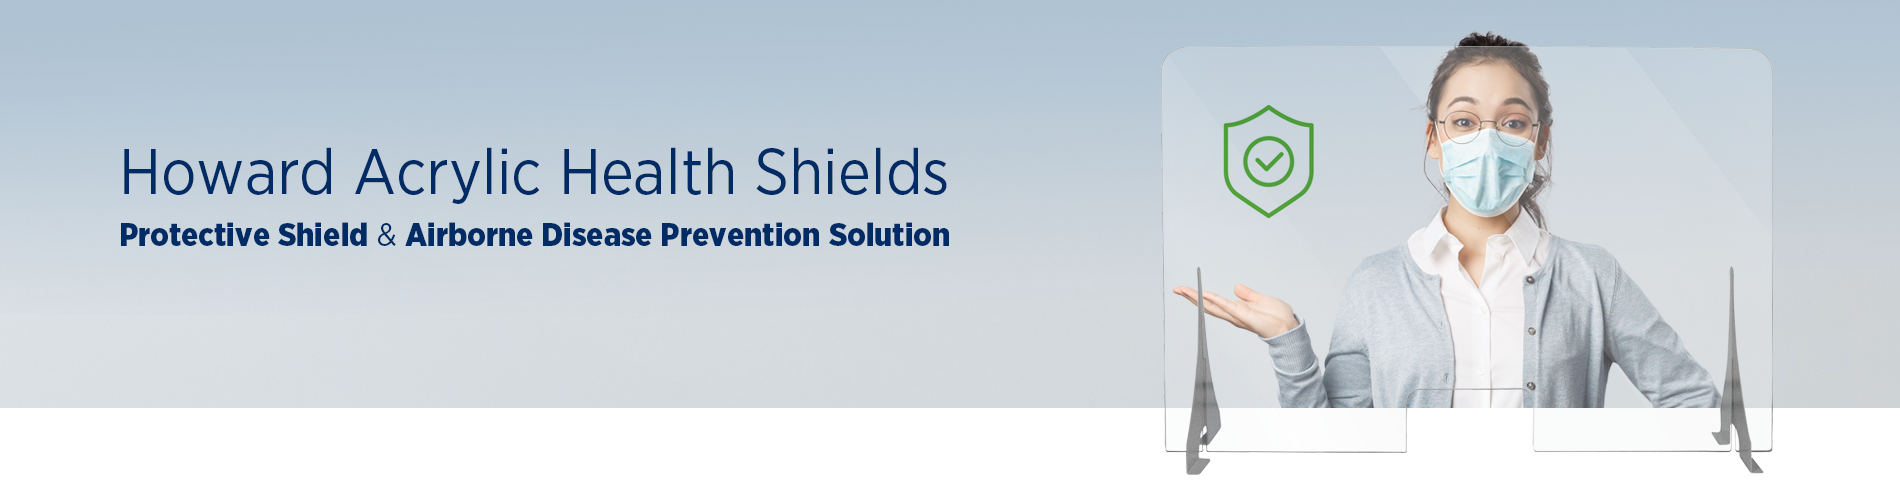 Howard Acrylic Health Shields
Protective Shield & Airborne Disease Prevention Solution